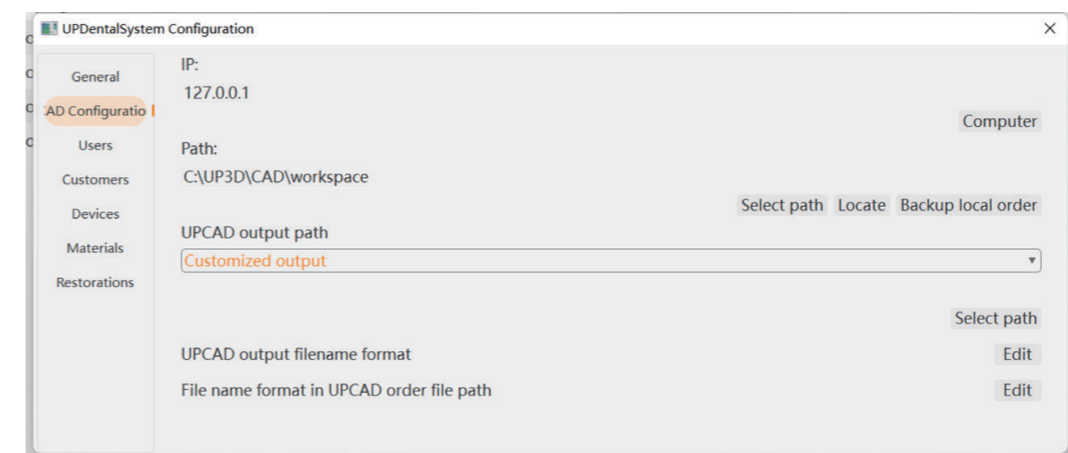 UPDentalSystem Configuration
General
AD Configuratio
Users
Customers
Devices
Materials
Restorations
IP:
127.0.0.1
Computer
Path:
C:\UP3D\CAD\workspace
Select path Locate Backup local order
UPCAD output path
Customized output
Select path
UPCAD output filename format Edit
File name format in UPCAD order file path Edit